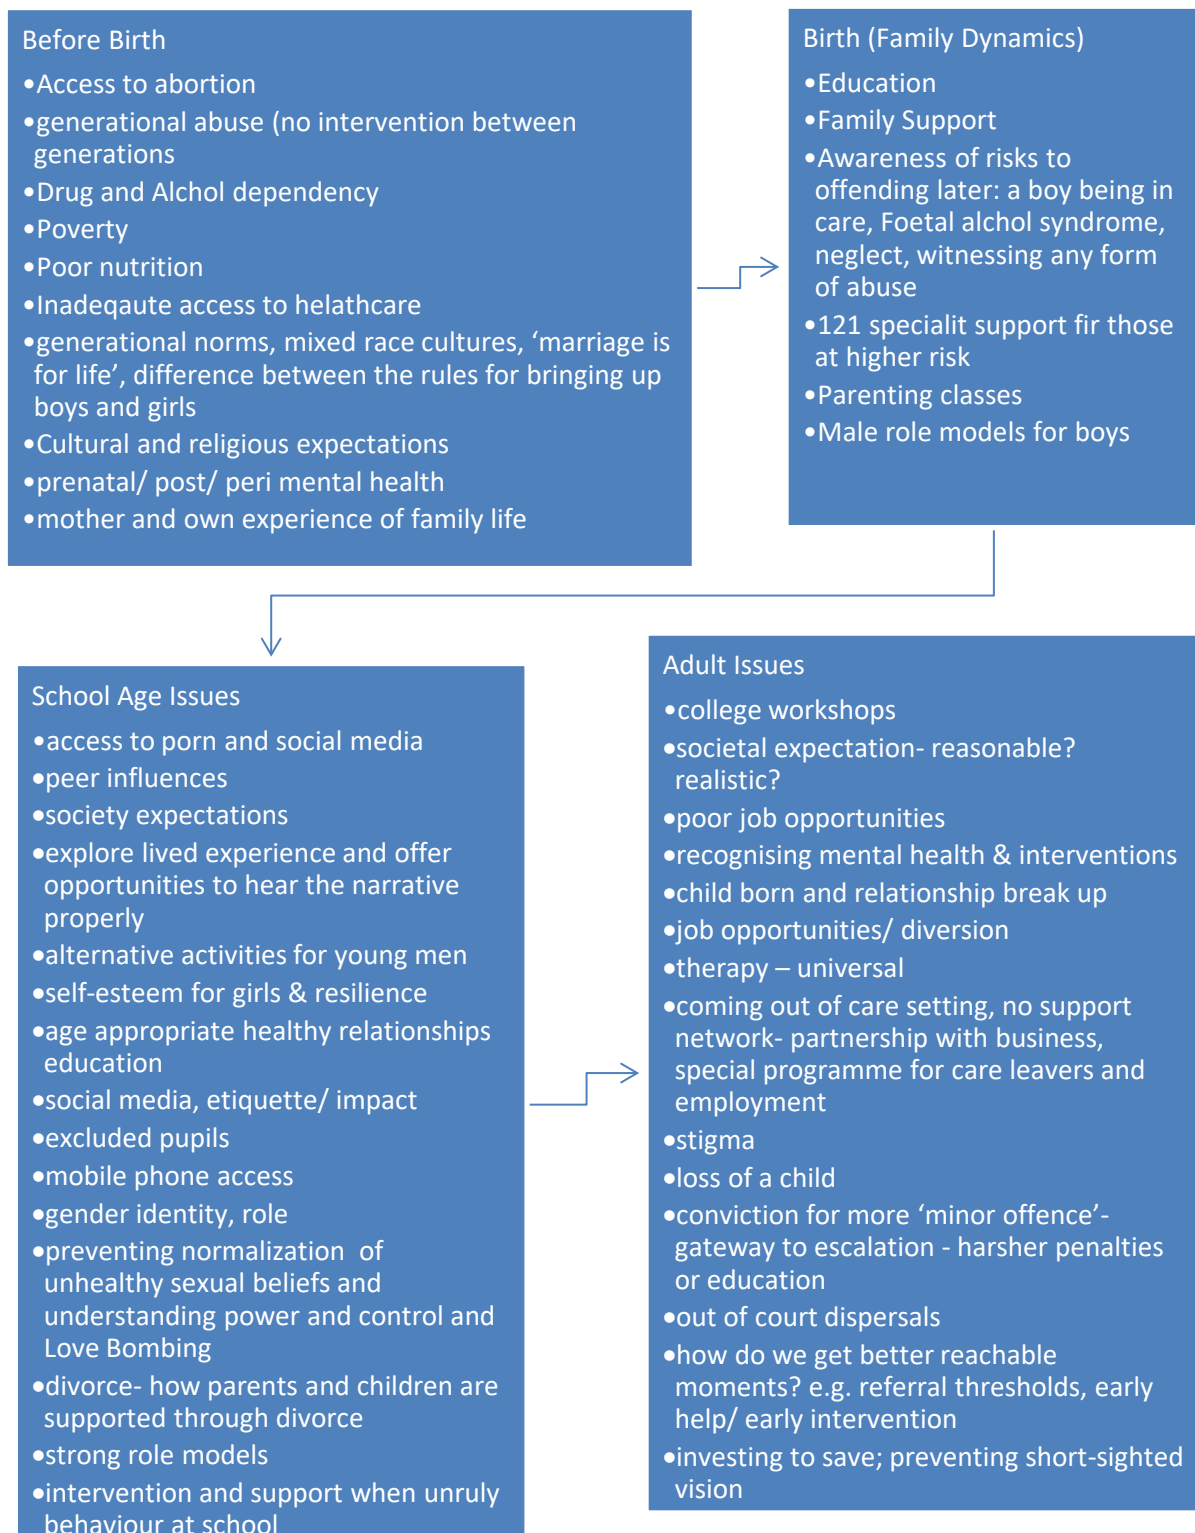 Before Birth
•Access to abortion
•generational abuse (no intervention between
generations
•Drug and Alchol dependency
•Poverty
•Poor nutrition
•Inadeqaute access to helathcare
•generational norms, mixed race cultures, ‘marriage is
for life’, difference between the rules for bringing up
boys and girls
•Cultural and religious expectations
•prenatal/ post/ peri mental health
•mother and own experience of family life
Birth (Family Dynamics)
•Education
•Family Support
•Awareness of risks to
offending later: a boy being in
care, Foetal alchol syndrome,
neglect, witnessing any form
of abuse
•121 specialit support fir those
at higher risk
•Parenting classes
•Male role models for boys
School Age Issues
•access to porn and social media
•peer influences
•society expectations
•explore lived experience and offer
opportunities to hear the narrative
properly
•alternative activities for young men
•self-esteem for girls & resilience
•age appropriate healthy relationships
education
•social media, etiquette/ impact
•excluded pupils
•mobile phone access
•gender identity, role
•preventing normalization  of
unhealthy sexual beliefs and
understanding power and control and
Love Bombing
•divorce- how parents and children are
supported through divorce
•strong role models
•intervention and support when unruly
behaviour at school
Adult Issues
•college workshops
•societal expectation- reasonable?
realistic?
•poor job opportunities
•recognising mental health & interventions
•child born and relationship break up
•job opportunities/ diversion
•therapy – universal
•coming out of care setting, no support
network- partnership with business,
special programme for care leavers and
employment
•stigma
•loss of a child
•conviction for more ‘minor offence’-
gateway to escalation - harsher penalties
or education
•out of court dispersals
•how do we get better reachable
moments? e.g. referral thresholds, early
help/ early intervention
•investing to save; preventing short-sighted
vision